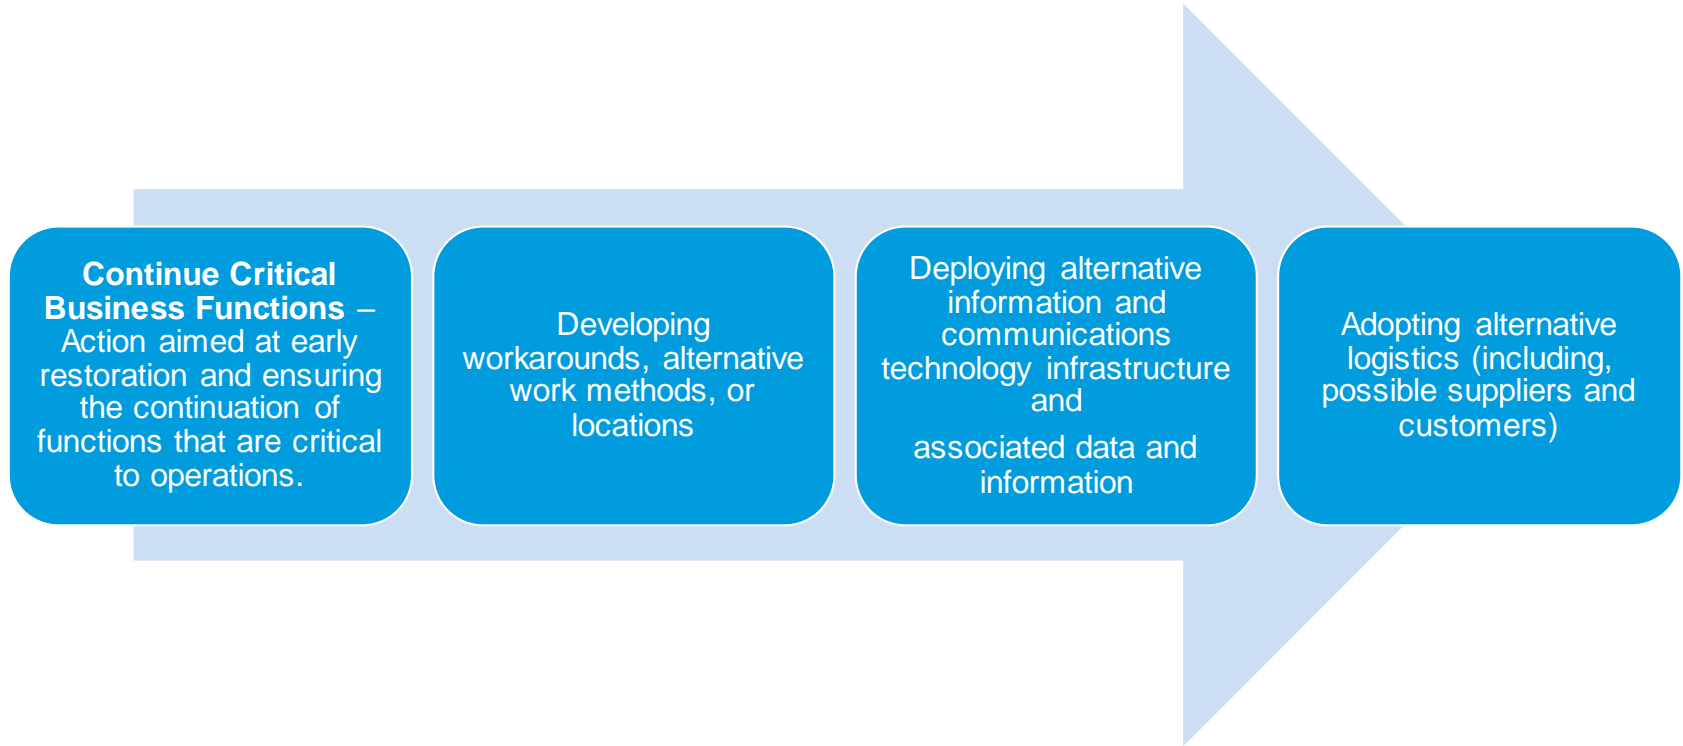 Continue Critical
Business Functions –
Action aimed at early
restoration and ensuring
the continuation of
functions that are critical
to operations.
Developing
workarounds, alternative
work methods, or
locations
Deploying alternative
information and
communications
technology infrastructure
and
associated data and
information
Adopting alternative
logistics (including,
possible suppliers and
customers)